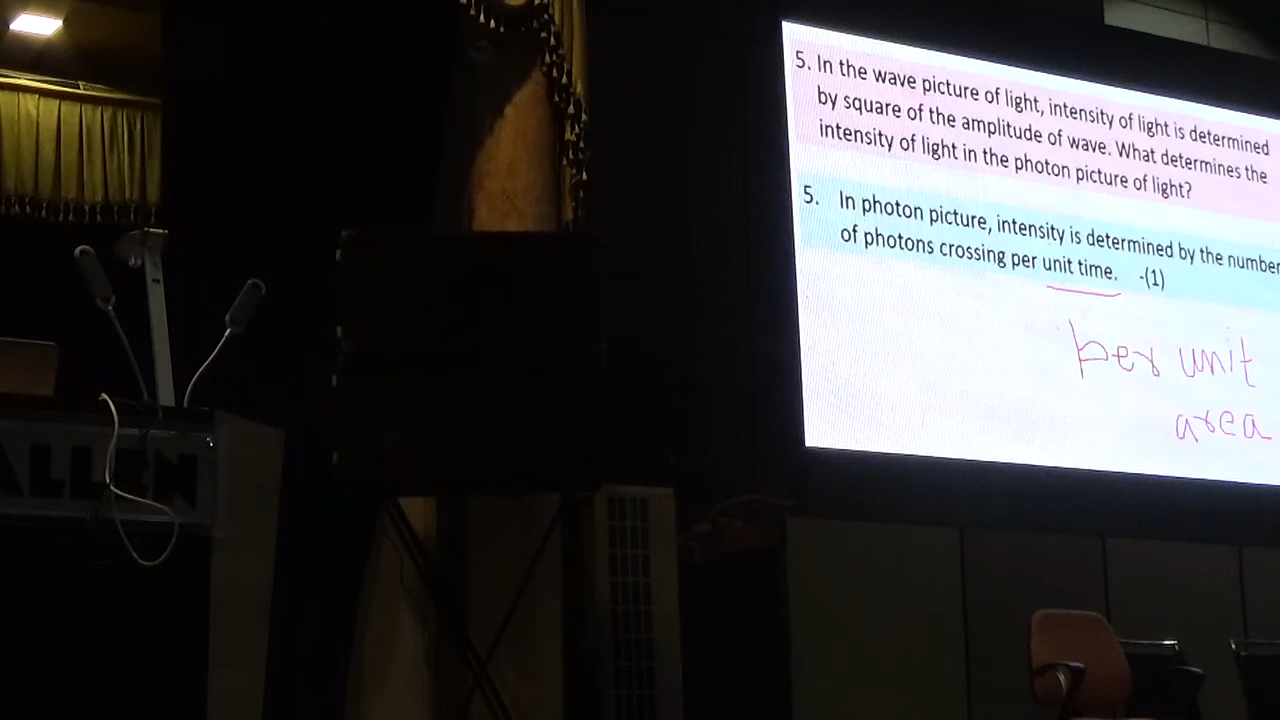 5. In the wave picture of light, intensity of light is determined
by square of the amplitude of wave. What determines the
intensity of light in the photon picture of light?
5. In photon picture, intensity is determined by the number
of photons crossing per unit time. -(1)
per unit
area
ALLEN